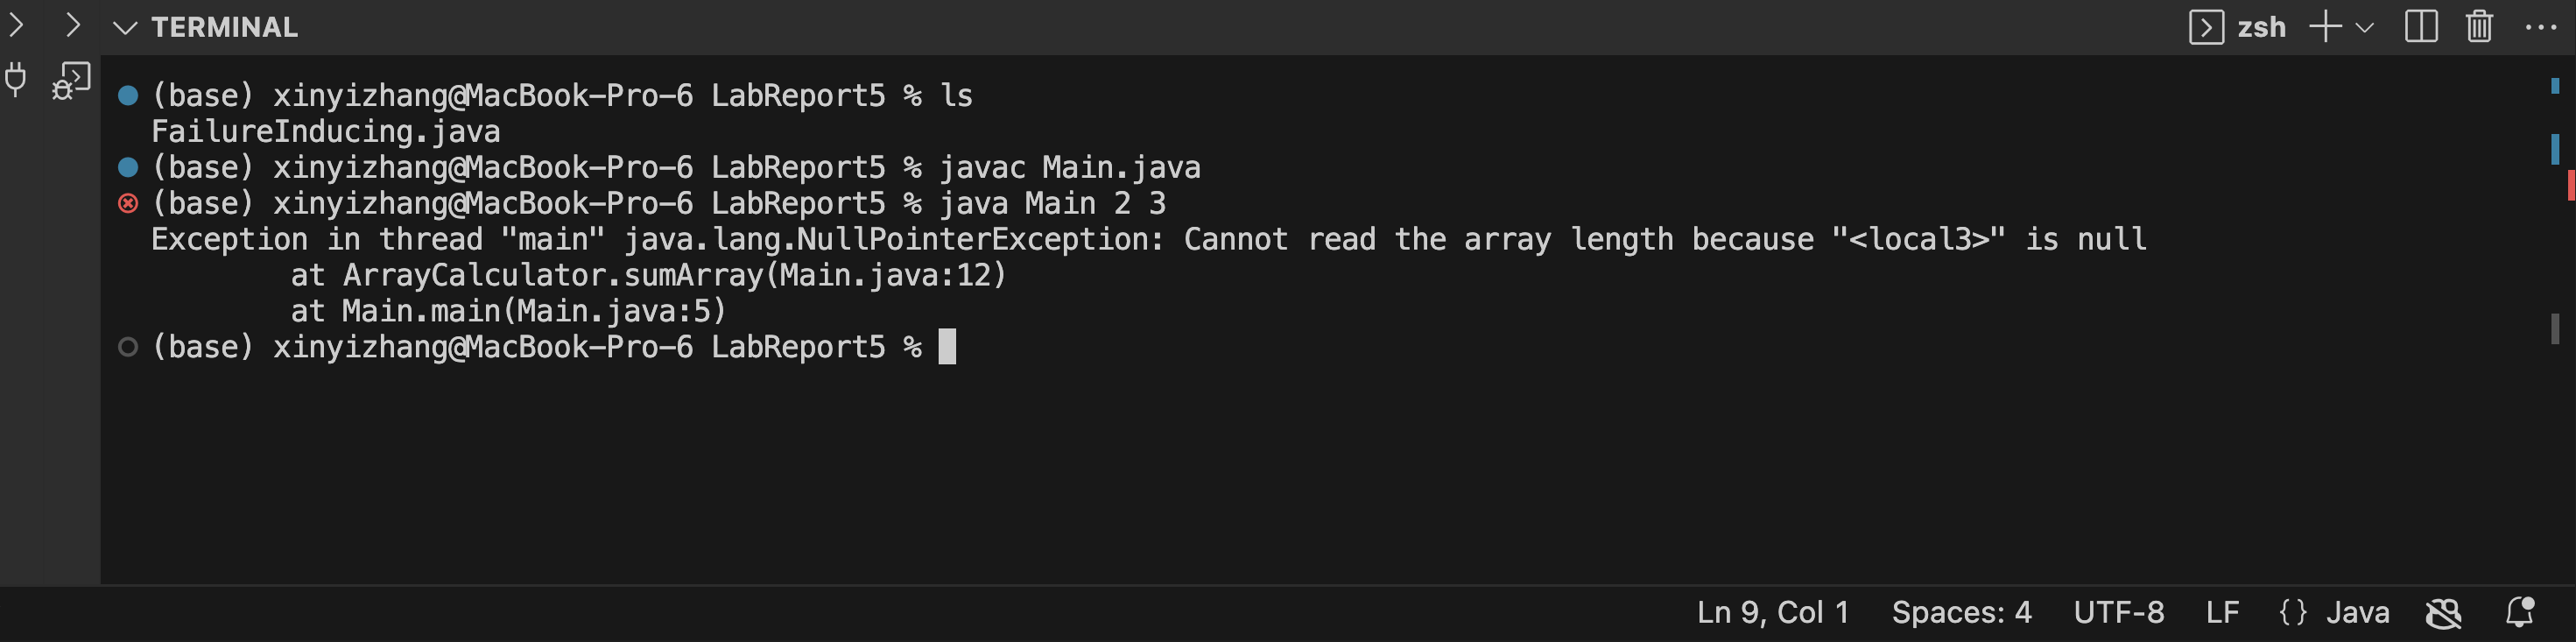 TERMINAL
zsh
(base) xinyizhang@MacBook-Pro-6 LabReport5 % ls
FailureInducing.java
(base) xinyizhang@MacBook-Pro-6 LabReport5 % javac Main.java
(base) xinyizhang@MacBook-Pro-6 LabReport5 % java Main 2 3
Exception in thread "main" java.lang.NullPointerException: Cannot read the array length because "<local3>" is null
at ArrayCalculator.sumArray(Main.java:12)
at Main.main(Main.java:5)
(base) xinyizhang@MacBook-Pro-6 LabReport5 %
Ln 9, Col 1 Spaces: 4 UTF-8 LF {} Java